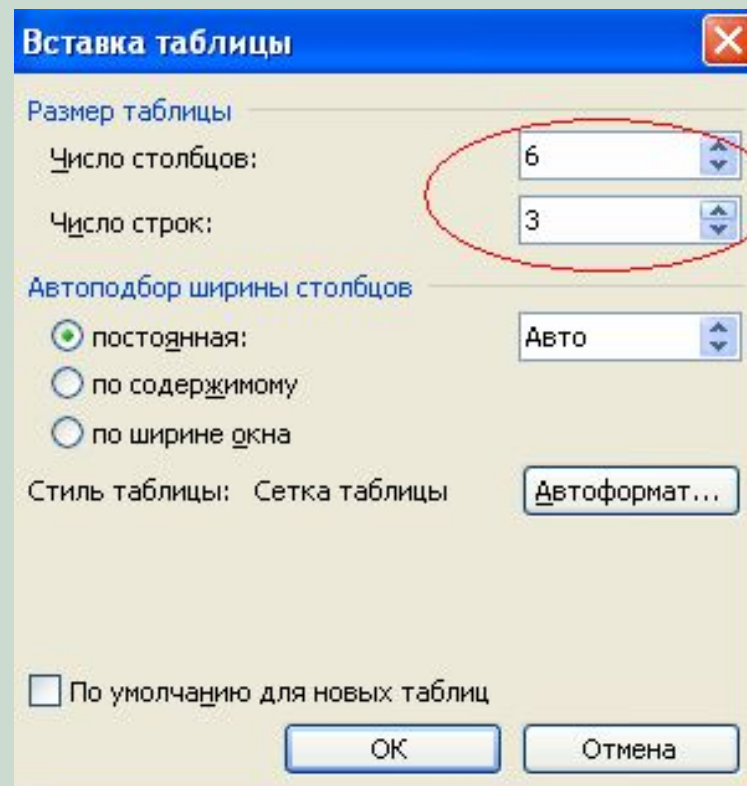 Вставка таблицы
Размер таблицы
Число столбцов: 6
Число строк: 3
Автоподбор ширины столбцов
постоянная: Авто
по содержимому
по ширине окна
Стиль таблицы: Сетка таблицы Автоформат...
По умолчанию для новых таблиц
ОК Отмена